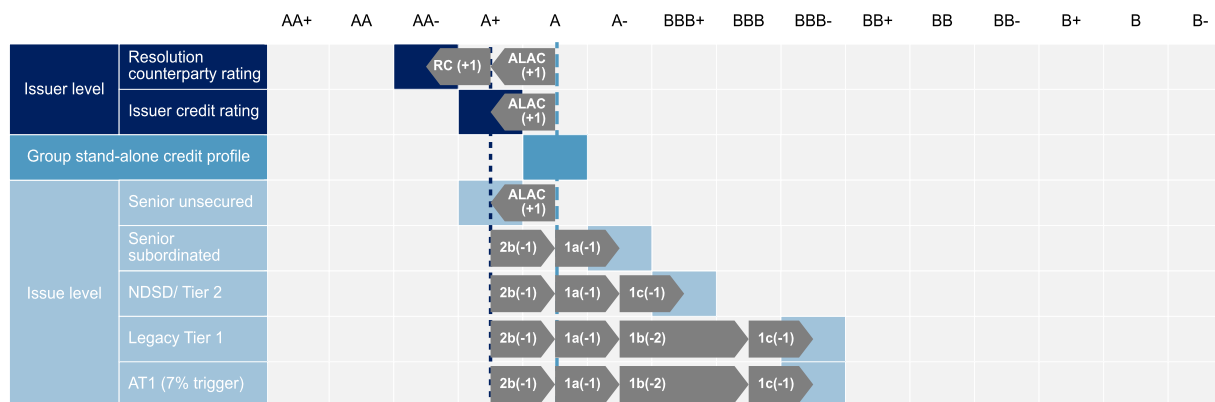 AA+ AA AA- A+ A A- BBB+ BBB BBB- BB+ BB BB- B+ B B-
Issuer level
Resolution
counterparty rating
RC (+1)
ALAC
(+1)
Issuer credit rating
ALAC
(+1)
Group stand-alone credit profile
Issue level
Senior unsecured
ALAC
(+1)
Senior
subordinated
2b(-1) 1a(-1)
NDSD/ Tier 2
2b(-1) 1a(-1) 1c(-1)
Legacy Tier 1
2b(-1) 1a(-1) 1b(-2) 1c(-1)
AT1 (7% trigger)
2b(-1) 1a(-1) 1b(-2) 1c(-1)